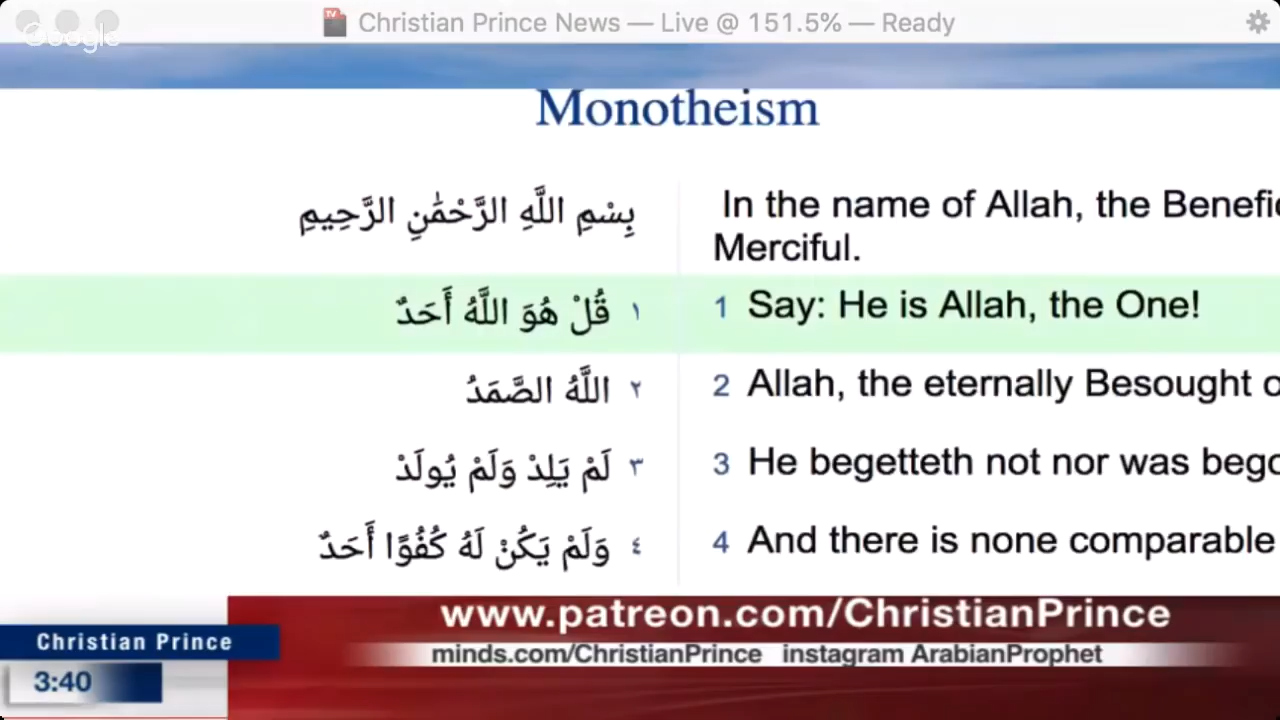 Christian Prince News — Live @ 151.5% — Ready
Google
Monotheism
بِسْمِ اللَّهِ الرَّحْمَٰنِ الرَّحِيمِ
In the name of Allah, the
Merciful.
١ قُلْ هُوَ اللَّهُ أَحَدٌ
1 Say: He is Allah, the One!
٢ اللَّهُ الصَّمَدُ
2 Allah, the eternally Besought
٣ لَمْ يَلِدْ وَلَمْ يُولَدْ
3 He begetteth not nor was
٤ وَلَمْ يَكُنْ لَهُ كُفُوًا أَحَدٌ
4 And there is none comparable
www.patreon.com/ChristianPrince
Christian Prince
minds.com/ChristianPrince instagram ArabianProphet
3:40